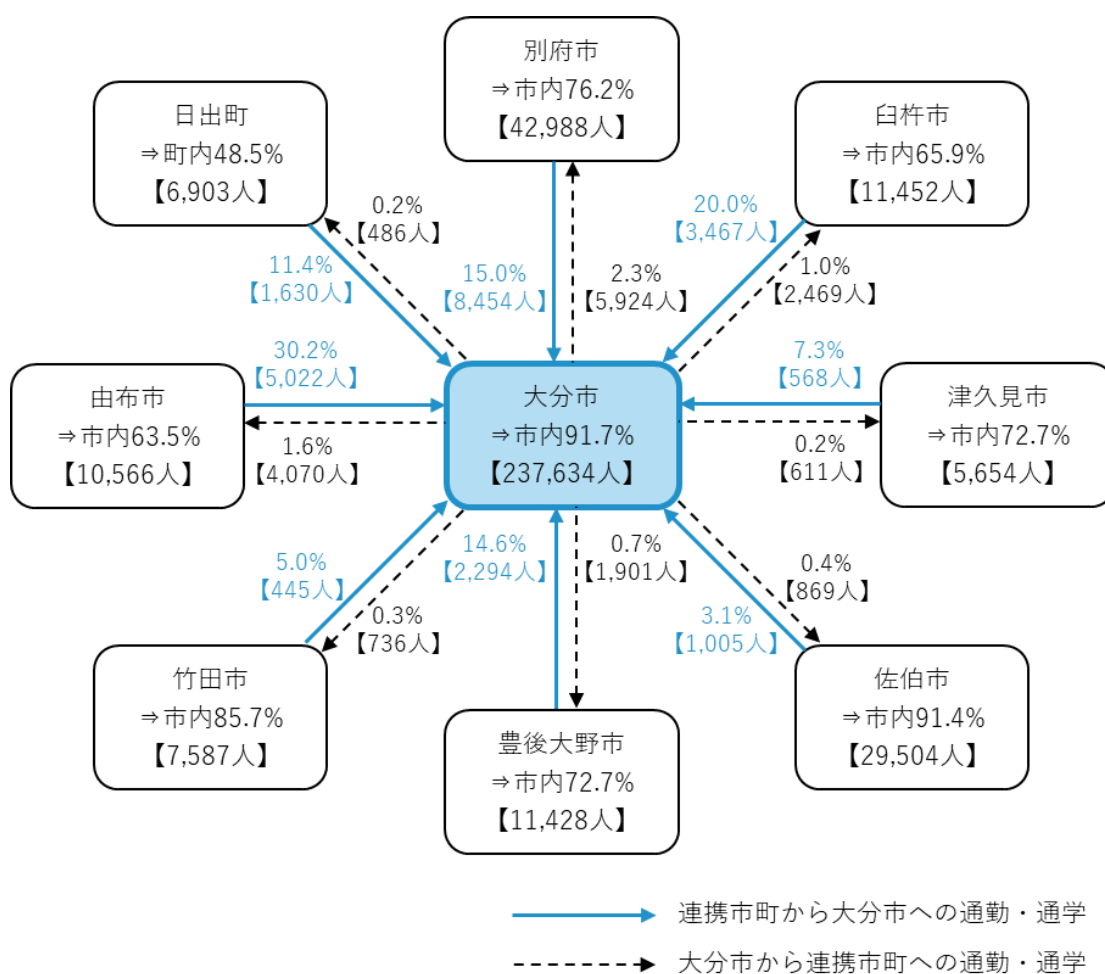 別府市
⇒市内76.2%
【42,988人】
日出町
⇒町内48.5%
【6,903人】
臼杵市
⇒市内65.9%
【11,452人】
0.2%
【486人】
11.4%
【1,630人】
15.0%
【8,454人】
2.3%
【5,924人】
20.0%
【3,467人】
1.0%
【2,469人】
由布市
⇒市内63.5%
【10,566人】
30.2%
【5,022人】
1.6%
【4,070人】
大分市
⇒市内91.7%
【237,634人】
7.3%
【568人】
0.2%
【611人】
津久見市
⇒市内72.7%
【5,654人】
5.0%
【445人】
0.3%
【736人】
14.6%
【2,294人】
0.7%
【1,901人】
0.4%
【869人】
3.1%
【1,005人】
竹田市
⇒市内85.7%
【7,587人】
豊後大野市
⇒市内72.7%
【11,428人】
佐伯市
⇒市内91.4%
【29,504人】
連携市町から大分市への通勤・通学
大分市から連携市町への通勤・通学